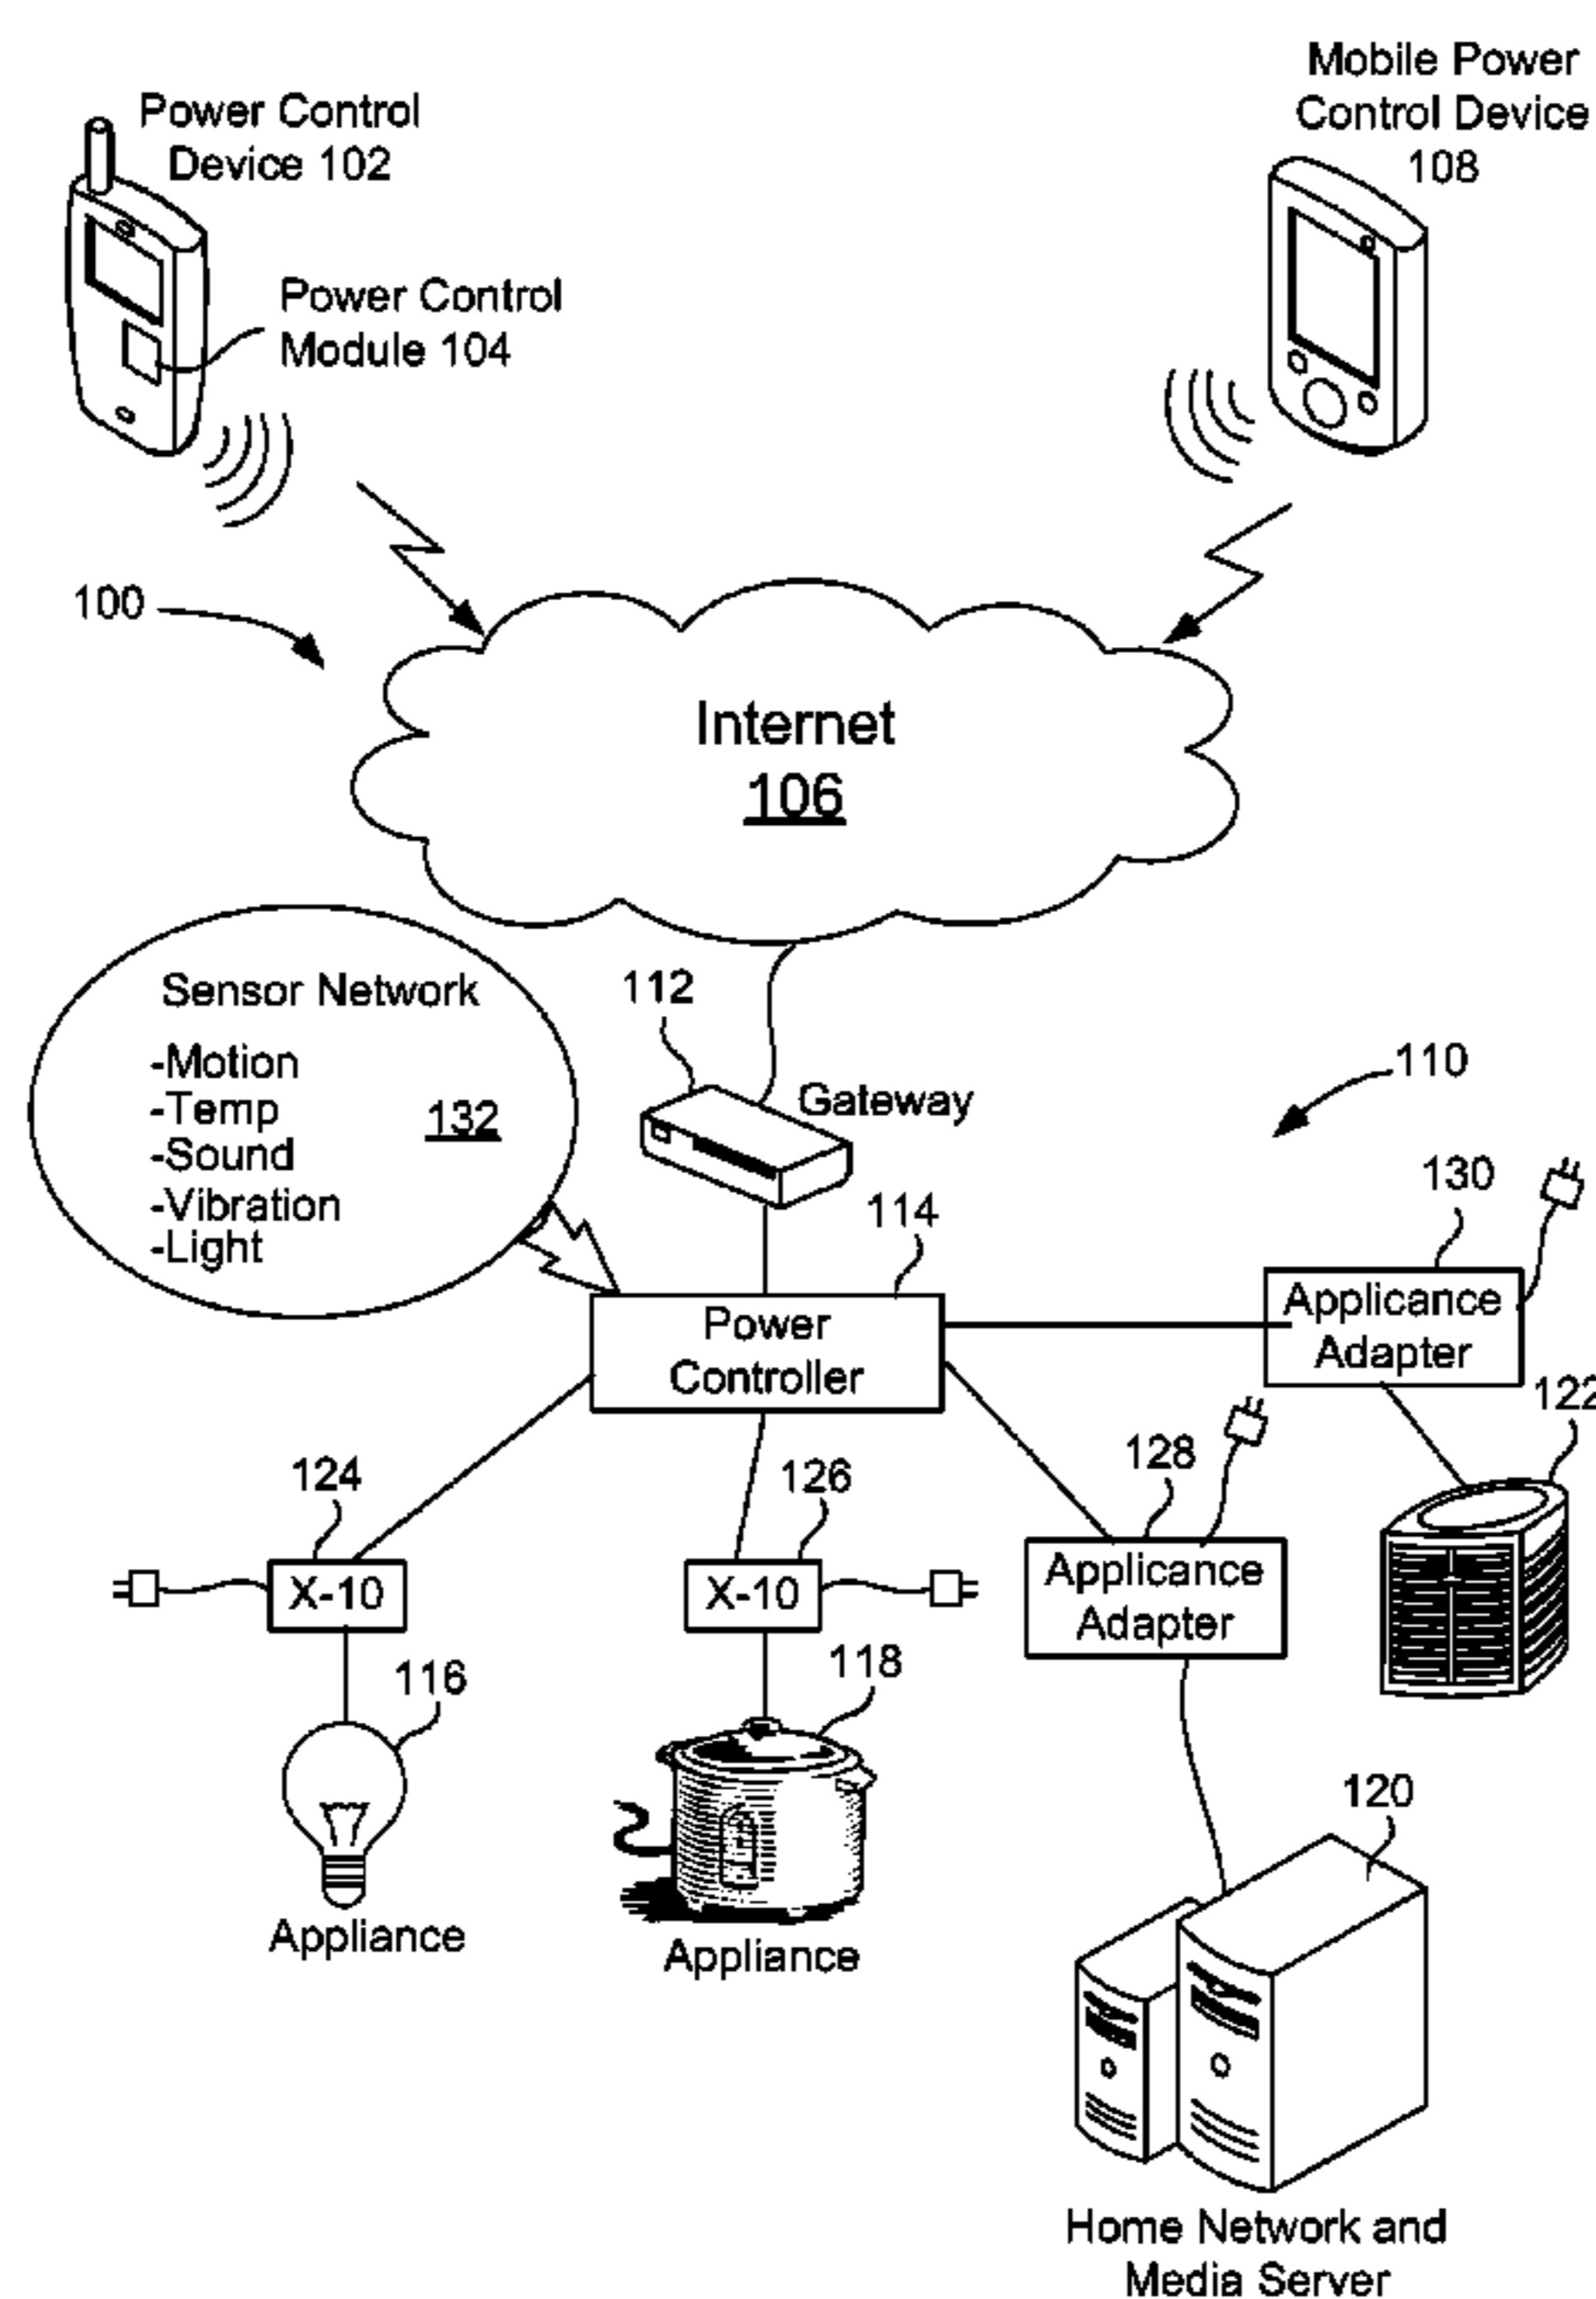 Mobile Power
Control Device
108
Power Control
Device 102
Power Control
Module 104
100
Internet
106
Sensor Network
-Motion
-Temp
-Sound
-Vibration
-Light
132
112
Gateway
110
114
130
Power
Controller
Applicance
Adapter
122
124
126
128
X-10
X-10
Applicance
Adapter
116
118
120
Appliance
Appliance
Home Network and
Media Server